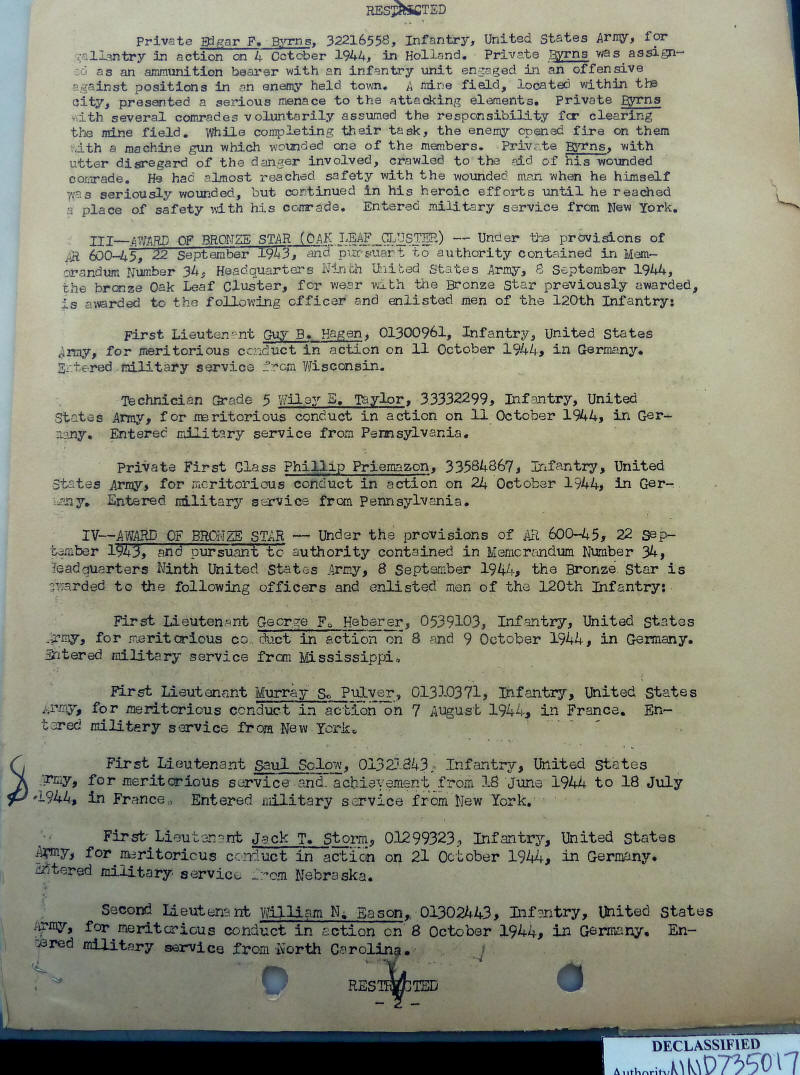 RESTRICTED
Private Edgar F. Byrns, 32216558, Infantry, United States Army, for
gallantry in action on 4 October 1944, in Holland. Private Byrns was assign-
ed as an ammunition bearer with an infantry unit engaged in an offensive
against positions in an enemy held town. A mine field, located within the
city, presented a serious menace to the attacking elements. Private Byrns
with several comrades voluntarily assumed the responsibility for clearing
the mine field. While completing their task, the enemy opened fire on them
with a machine gun which wounded one of the members. Private Byrns, with
utter disregard of the danger involved, crawled to the aid of his wounded
comrade. He had almost reached safety with the wounded man when he himself
was seriously wounded, but continued in his heroic efforts until he reached
a place of safety with his comrade. Entered military service from New York.
III—AWARD OF BRONZE STAR (OAK LEAF CLUSTER) -- Under the provisions of
AR 600-45, 22 September 1943, and pursuant to authority contained in Mem-
orandum Number 34, Headquarters Ninth United States Army, 8 September 1944,
the bronze Oak Leaf Cluster, for wear with the Bronze Star previously awarded,
is awarded to the following officer and enlisted men of the 120th Infantry:
First Lieutenant Guy B. Hagen, 01300961, Infantry, United States
Army, for meritorious conduct in action on 11 October 1944, in Germany.
Entered military service from Wisconsin.
Technician Grade 5 Wiley E. Taylor, 33332299, Infantry, United
States Army, for meritorious conduct in action on 11 October 1944, in Ger-
many. Entered military service from Pennsylvania.
Private First Class Phillip Priemazon, 33584867, Infantry, United
States Army, for meritorious conduct in action on 24 October 1944, in Ger-
many. Entered military service from Pennsylvania.
IV--AWARD OF BRONZE STAR -- Under the provisions of AR 600-45, 22 Sep-
tember 1943, and pursuant to authority contained in Memorandum Number 34,
Headquarters Ninth United States Army, 8 September 1944, the Bronze Star is
awarded to the following officers and enlisted men of the 120th Infantry:
First Lieutenant George F. Heberer, 0539103, Infantry, United States
Army, for meritorious conduct in action on 8 and 9 October 1944, in Germany.
Entered military service from Mississippi.
First Lieutenant Murray S. Pulver, 01310371, Infantry, United States
Army, for meritorious conduct in action on 7 August 1944, in France. En-
tered military service from New York.
First Lieutenant Saul Solow, 01321843, Infantry, United States
Army, for meritorious service and achievement from 18 June 1944 to 18 July
1944, in France. Entered military service from New York.
First Lieutenant Jack T. Storm, 01299323, Infantry, United States
Army, for meritorious conduct in action on 21 October 1944, in Germany.
Entered military service from Nebraska.
Second Lieutenant William N. Eason, 01302443, Infantry, United States
Army, for meritorious conduct in action on 8 October 1944, in Germany. En-
tered military service from North Carolina.
RESTRICTED
- 2 -
DECLASSIFIED
Authority NND735017